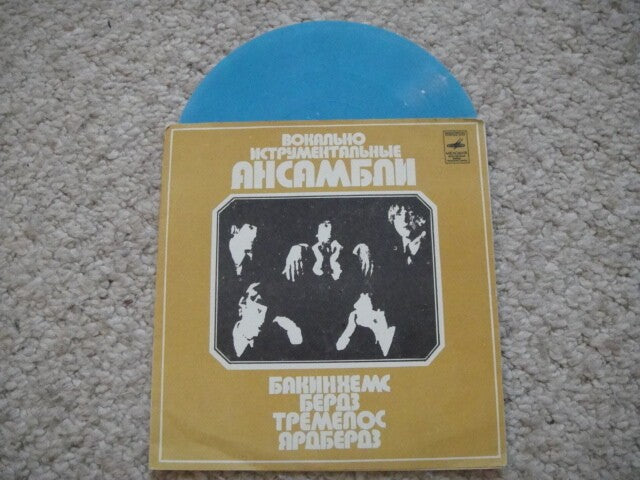 ВОКАЛЬНО
ИСТРУМЕНТАЛЬНЫЕ
АНСАМБЛИ
БАКИНХЕМС
БЕРДЗ
ТРЕМЕЛОС
ЯРДБЕРДЗ